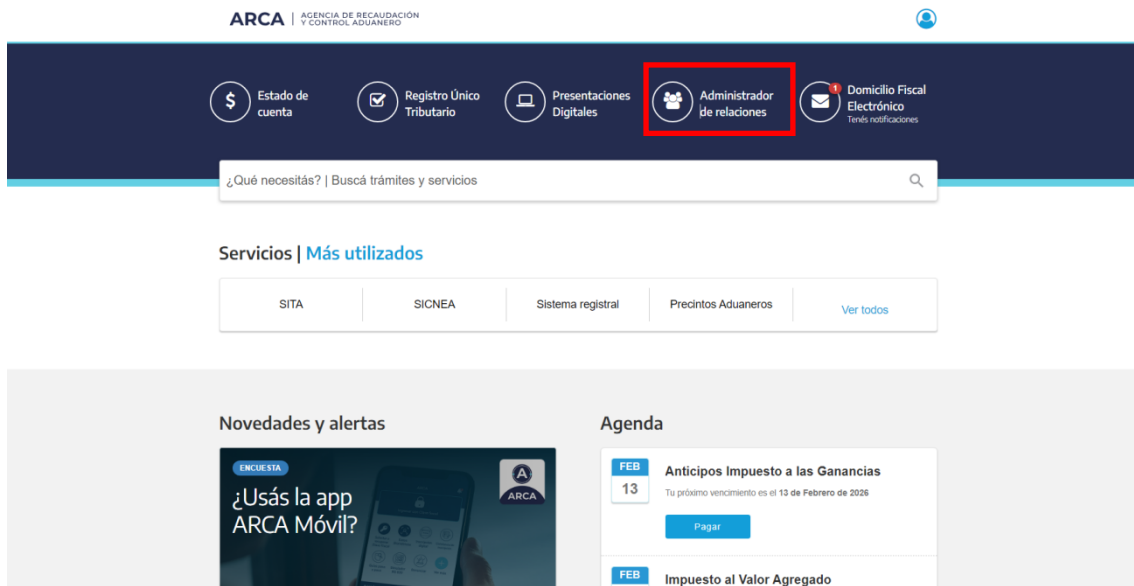 ARCA | AGENCIA DE RECAUDACIÓN
Y CONTROL ADUANERO
Estado de
cuenta
Registro Único
Tributario
Presentaciones
Digitales
Administrador
de relaciones
1
Domicilio Fiscal
Electrónico
Tenés notificaciones
¿Qué necesitás? | Buscá trámites y servicios
Servicios | Más utilizados
SITA
SICNEA
Sistema registral
Precintos Aduaneros
Ver todos
Novedades y alertas
ENCUESTA
¿Usás la app
ARCA Móvil?
A
ARCA
Agenda
FEB
13
Anticipos Impuesto a las Ganancias
Tu próximo vencimiento es el 13 de Febrero de 2026
Pagar
FEB
Impuesto al Valor Agregado